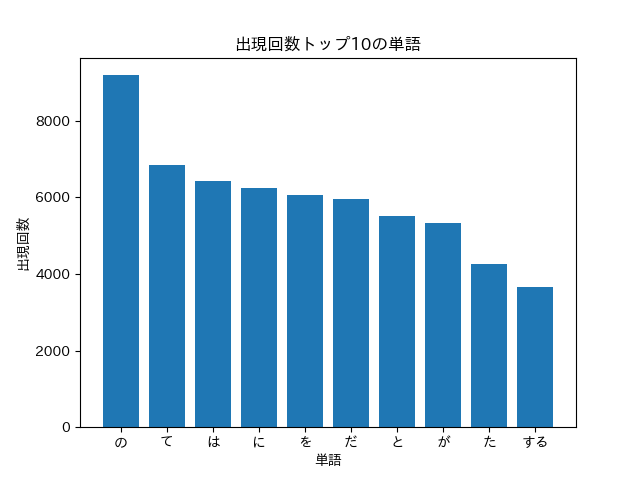 出現回数トップ10の単語
出現回数
8000
6000
4000
2000
0
の て は に を だ と が た する
単語